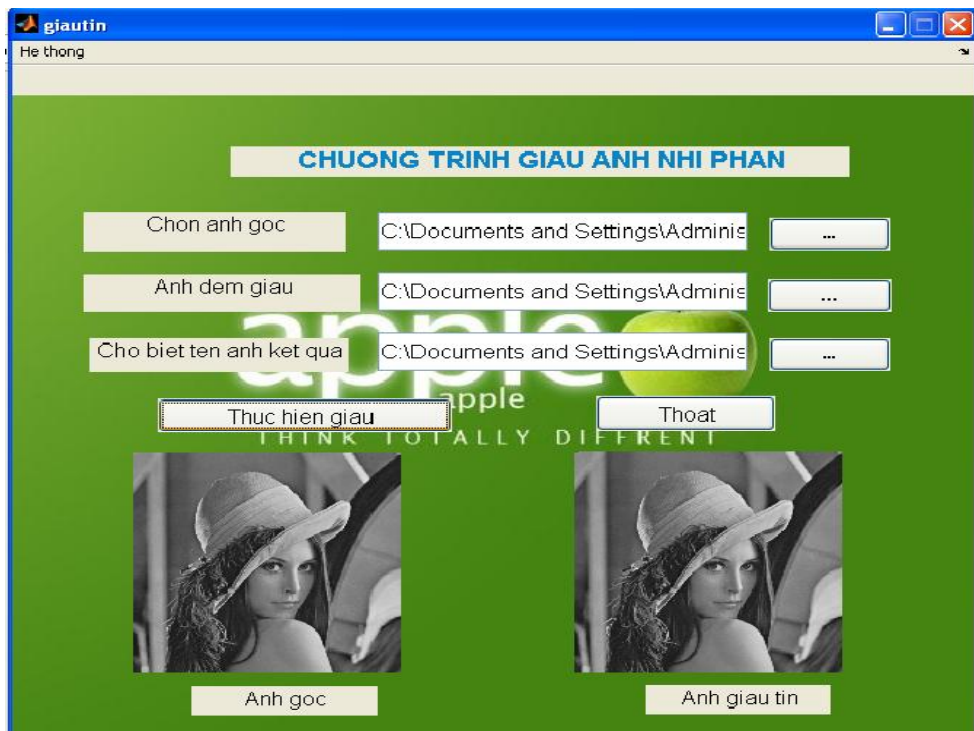 giautin
He thong
CHUONG TRINH GIAU ANH NHI PHAN
Chon anh goc
C:\Documents and Settings\Adminis
...
Anh dem giau
C:\Documents and Settings\Adminis
...
apple
Cho biet ten anh ket qua
C:\Documents and Settings\Adminis
...
apple
Thuc hien giau
Thoat
THINK TOTALLY DIFFRENT
Anh goc
Anh giau tin